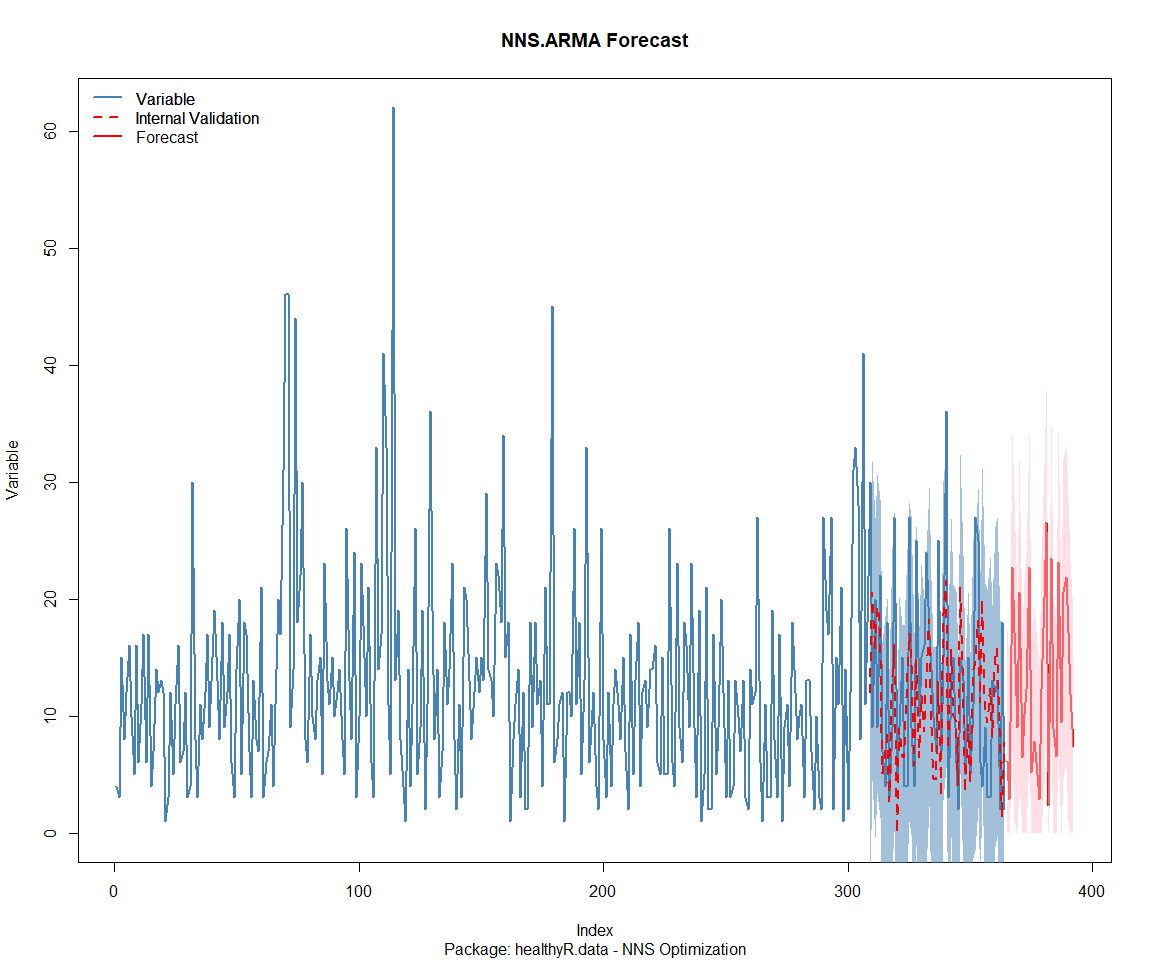 NNS.ARMA Forecast
Variable
Internal Validation
Forecast
Variable
60
50
40
30
20
10
0
0 100 200 300 400
Index
Package: healthyR.data - NNS Optimization